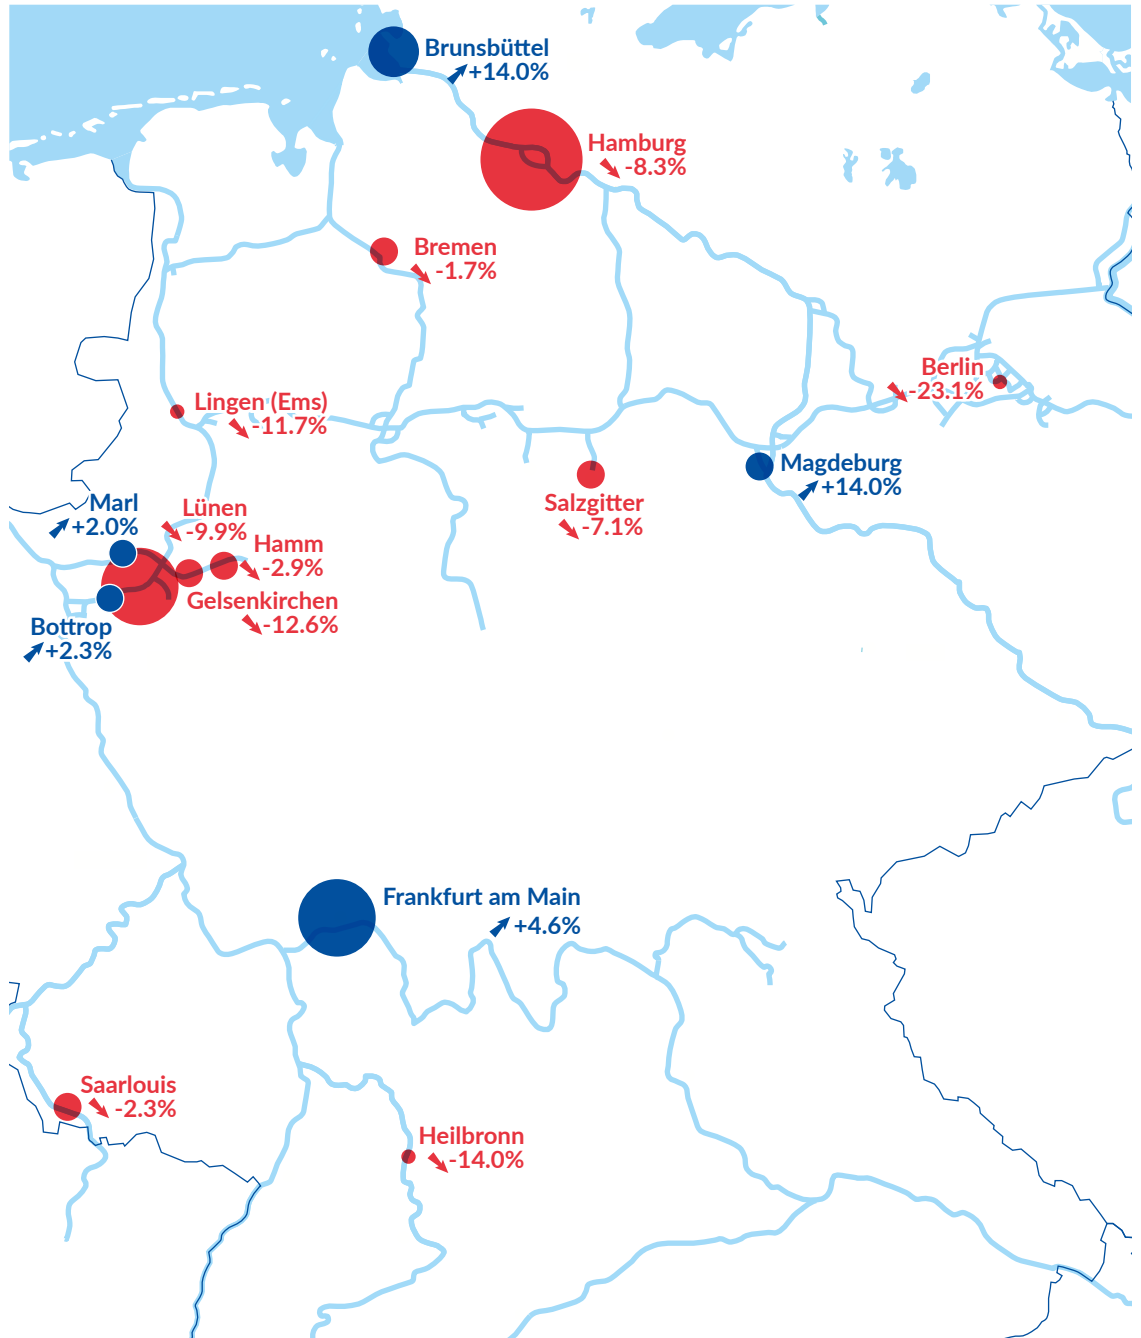 Brunsbüttel
+14.0%
Hamburg
-8.3%
Bremen
-1.7%
Berlin
-23.1%
Lingen (Ems)
-11.7%
Magdeburg
+14.0%
Marl
+2.0%
Lünen
-9.9%
Salzgitter
-7.1%
Hamm
-2.9%
Gelsenkirchen
-12.6%
Bottrop
+2.3%
Frankfurt am Main
+4.6%
Saarlouis
-2.3%
Heilbronn
-14.0%